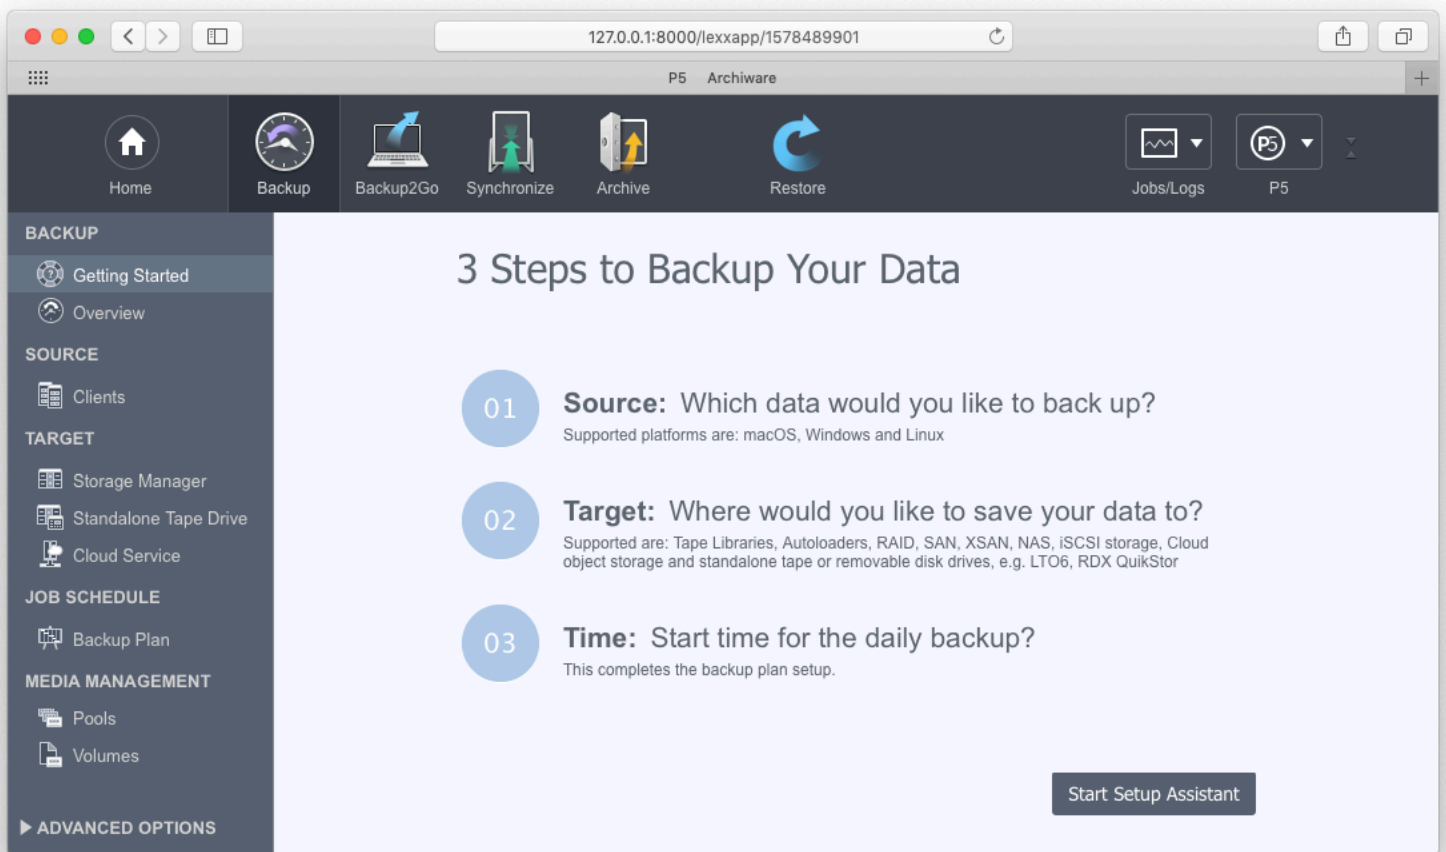 127.0.0.1:8000/lexxapp/1578489901
P5 Archiware
Home
Backup
Backup2Go
Synchronize
Archive
Restore
Jobs/Logs
P5
P5
BACKUP
Getting Started
Overview
SOURCE
Clients
TARGET
Storage Manager
Standalone Tape Drive
Cloud Service
JOB SCHEDULE
Backup Plan
MEDIA MANAGEMENT
Pools
Volumes
ADVANCED OPTIONS
3 Steps to Backup Your Data
01
Source: Which data would you like to back up?
Supported platforms are: macOS, Windows and Linux
02
Target: Where would you like to save your data to?
Supported are: Tape Libraries, Autoloaders, RAID, SAN, XSAN, NAS, iSCSI storage, Cloud
object storage and standalone tape or removable disk drives, e.g. LTO6, RDX QuikStor
03
Time: Start time for the daily backup?
This completes the backup plan setup.
Start Setup Assistant